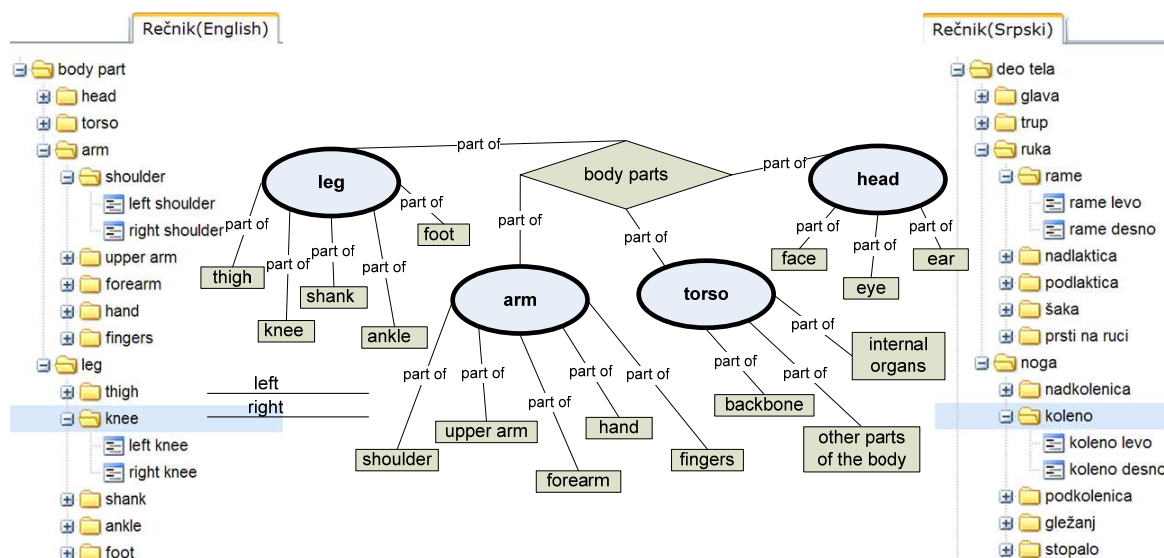 Rečnik(English)
body part
head
torso
arm
shoulder
left shoulder
right shoulder
upper arm
forearm
hand
fingers
leg
thigh
knee
left knee
right knee
shank
ankle
foot
left
right
body parts
part of
part of
part of
part of
leg
part of
part of
part of
part of
part of
thigh
knee
shank
ankle
foot
arm
part of
part of
part of
part of
part of
shoulder
upper arm
forearm
hand
fingers
torso
part of
part of
part of
backbone
other parts
of the body
internal
organs
head
part of
part of
part of
face
eye
ear
Rečnik(Srpski)
deo tela
glava
trup
ruka
rame
rame levo
rame desno
nadlaktica
podlaktica
šaka
prsti na ruci
noga
nadkolenica
koleno
koleno levo
koleno desno
podkolenica
gležanj
stopalo